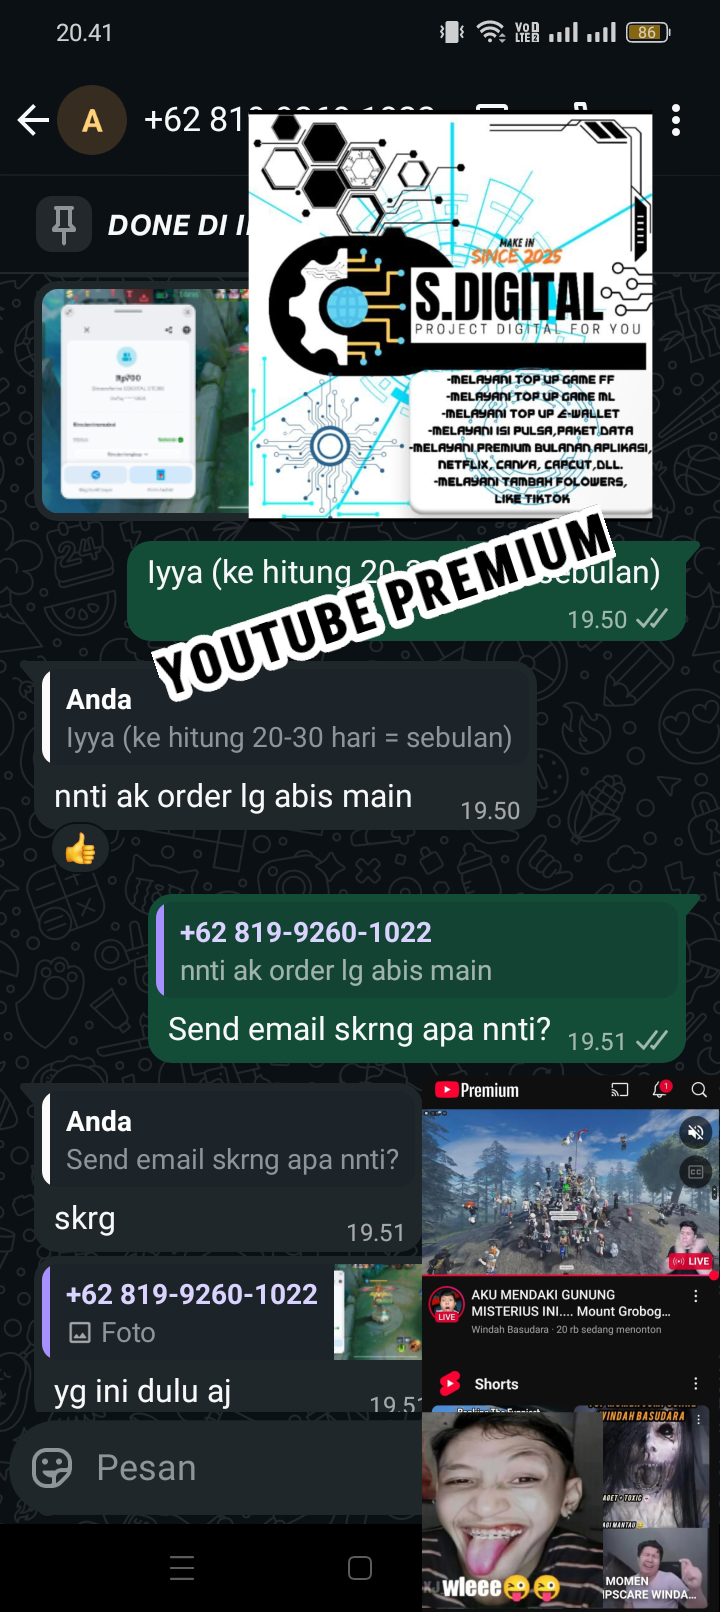 20.41
VoD
LTE2
86
A
+62 81
DONE DI
MAKE IN
SINCE 2025
S.DIGITAL
PROJECT DIGITAL FOR YOU
-MELAYANI TOP UP GAME FF
-MELAYANI TOP UP GAME ML
-MELAYANI TOP UP E-WALLET
-MELAYANI ISI PULSA,PAKET DATA
-MELAYANI PREMIUM BULANAN APLIKASI,
NETFLIX, CANVA, CAPCUT,DLL.
-MELAYANI TAMBAH FOLOWERS,
LIKE TIKTOK
Iyya (ke hitung 20 sebulan)
19.50
YOUTUBE PREMIUM
Anda
Iyya (ke hitung 20-30 hari = sebulan)
nnti ak order lg abis main
19.50
+62 819-9260-1022
nnti ak order lg abis main
Send email skrng apa nnti?
19.51
Anda
Send email skrng apa nnti?
skrg
19.51
+62 819-9260-1022
Foto
yg ini dulu aj
19.51
Pesan
Premium
1
CC
LIVE
AKU MENDAKI GUNUNG
MISTERIUS INI.... Mount Grobog...
LIVE
Windah Basudara · 20 rb sedang menonton
Shorts
WINDAH BASUDARA
wleee
MOMEN
IPSCARE WINDA...